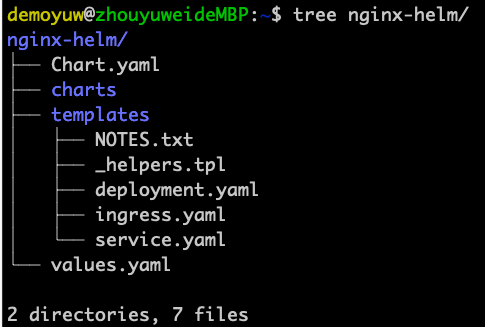 demoyuw@zhouyuweideMBP:~$ tree nginx-helm/
nginx-helm/
├── Chart.yaml
├── charts
├── templates
│   ├── NOTES.txt
│   ├── _helpers.tpl
│   ├── deployment.yaml
│   ├── ingress.yaml
│   └── service.yaml
└── values.yaml

2 directories, 7 files